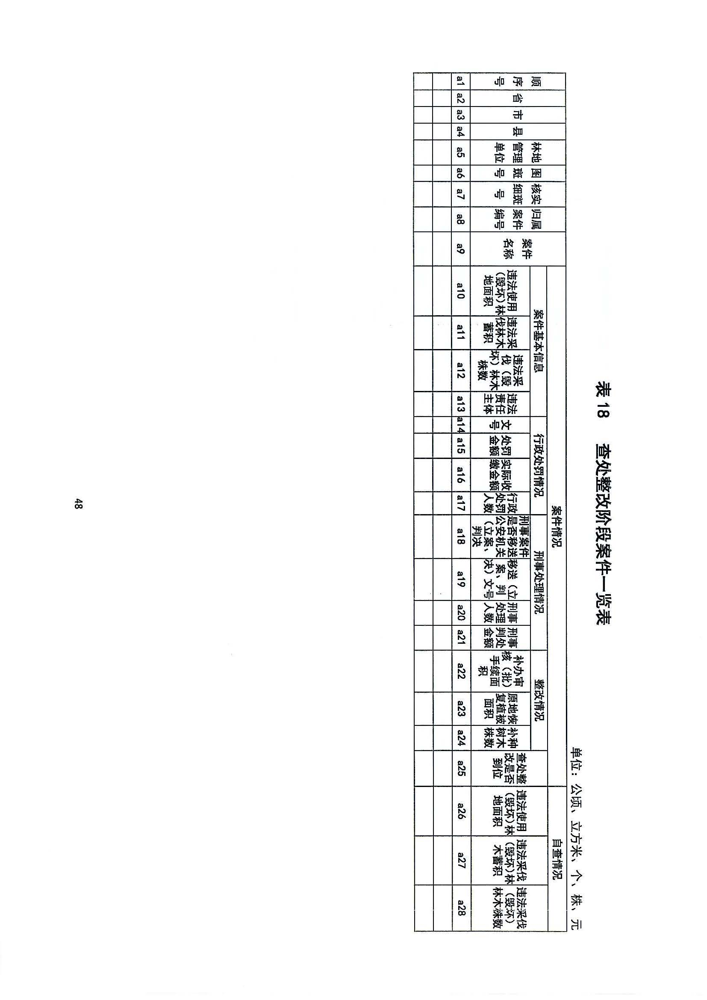 表 18 查处整改阶段案件一览表
单位：公顷、立方米、个、株、元
顺
序
号
省
市
县
林地
管理
单位
图
斑
号
核实
细斑
号
归属
案件
编号
案件
名称
案件情况
自查情况
案件基本信息
行政处罚情况
刑事处理情况
整改情况
违法使用
（毁坏）林
地面积
违法采
伐林木
蓄积
违法采
伐（毁
坏）林木
株数
违法
责任
主体
文
号
处罚
金额
实际收
缴金额
行政
处罚
人数
刑事案件
是否移送
公安机关
（立案、
判决
移送（立
案、判
决）文号
刑事
处理
人数
刑事
判处
金额
补办审
核（批）
手续面
积
原地恢
复植被
面积
补种
树木
株数
查处整
改是否
到位
违法使用
（毁坏）林
地面积
违法采伐
（毁坏）林
木蓄积
违法采伐
（毁坏）
林木株数
a1 a2 a3 a4 a5 a6 a7 a8 a9 a10 a11 a12 a13 a14 a15 a16 a17 a18 a19 a20 a21 a22 a23 a24 a25 a26 a27 a28
48